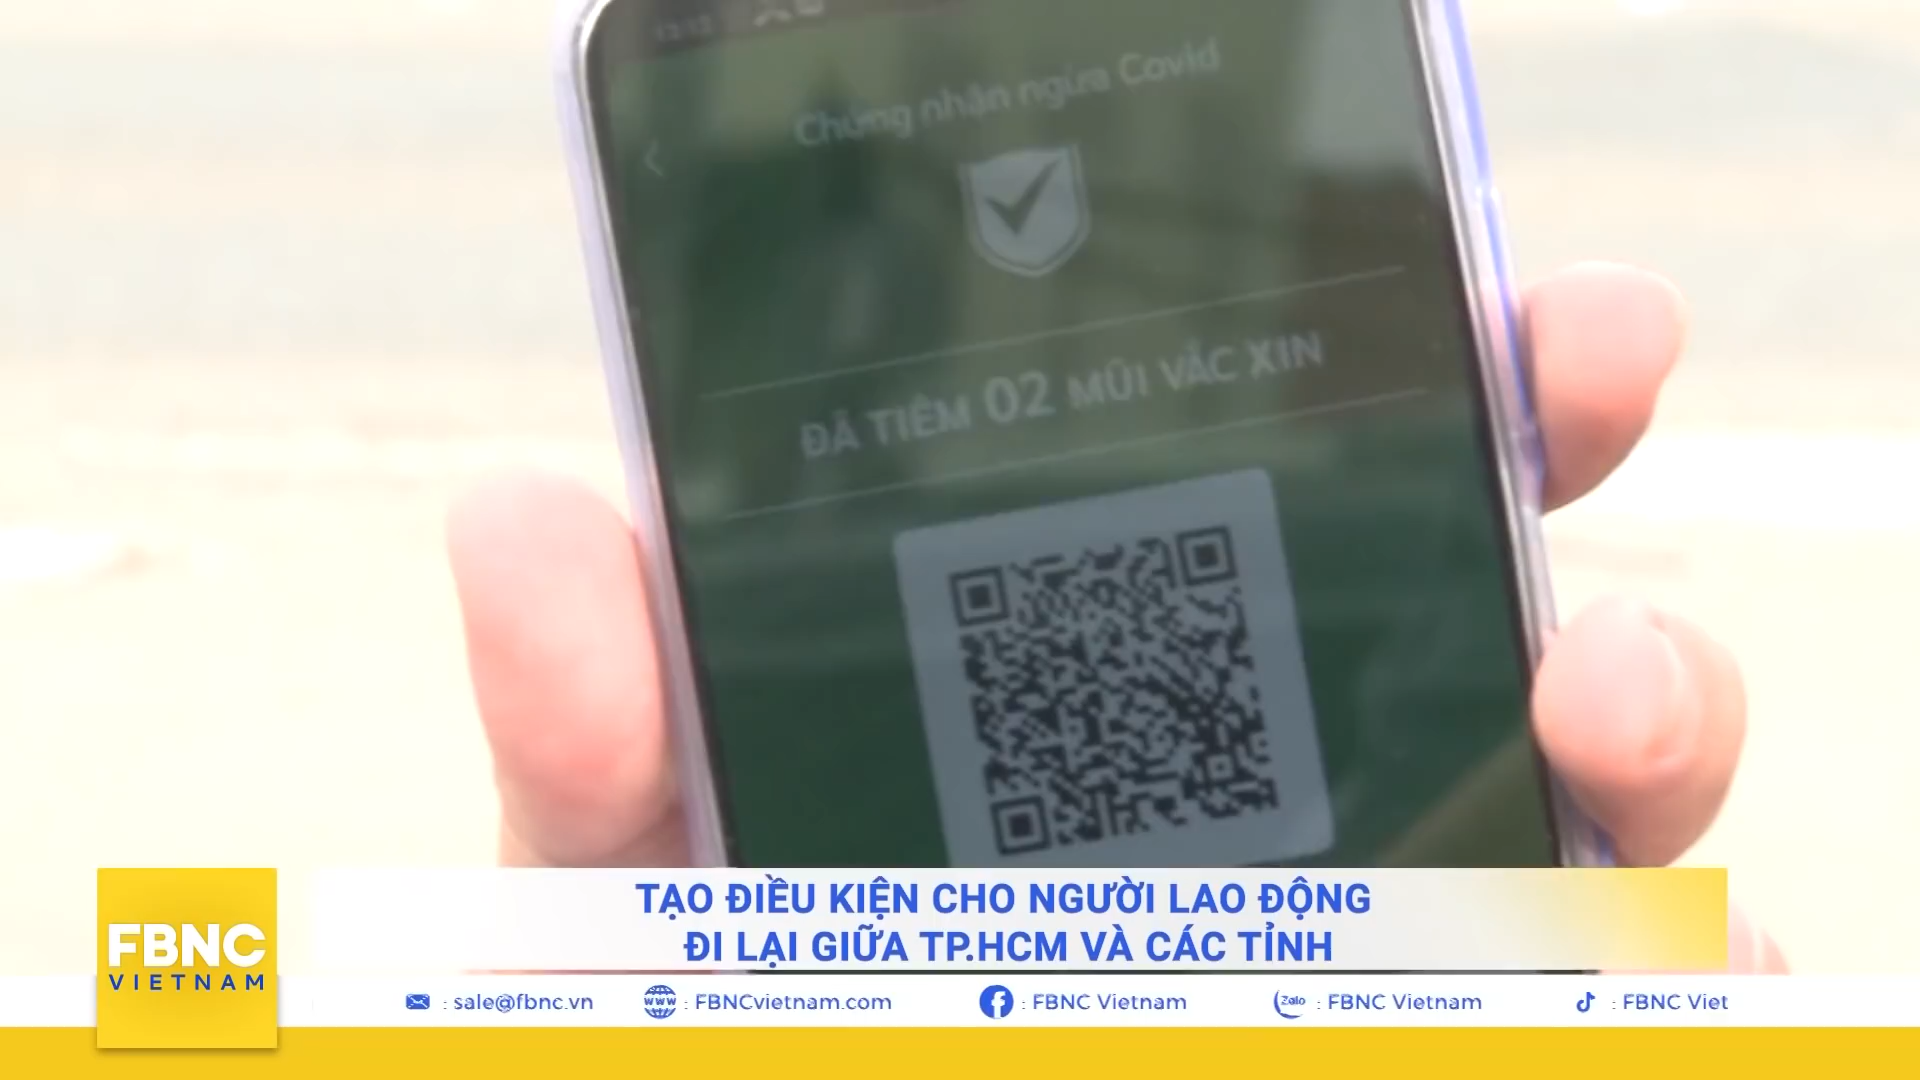 Chứng nhận ngừa Covid
ĐÃ TIÊM 02 MŨI VẮC XIN
TẠO ĐIỀU KIỆN CHO NGƯỜI LAO ĐỘNG
ĐI LẠI GIỮA TP.HCM VÀ CÁC TỈNH
FBNC
VIETNAM
: sale@fbnc.vn
www : FBNCvietnam.com
: FBNC Vietnam
Zalo : FBNC Vietnam
: FBNC Viet